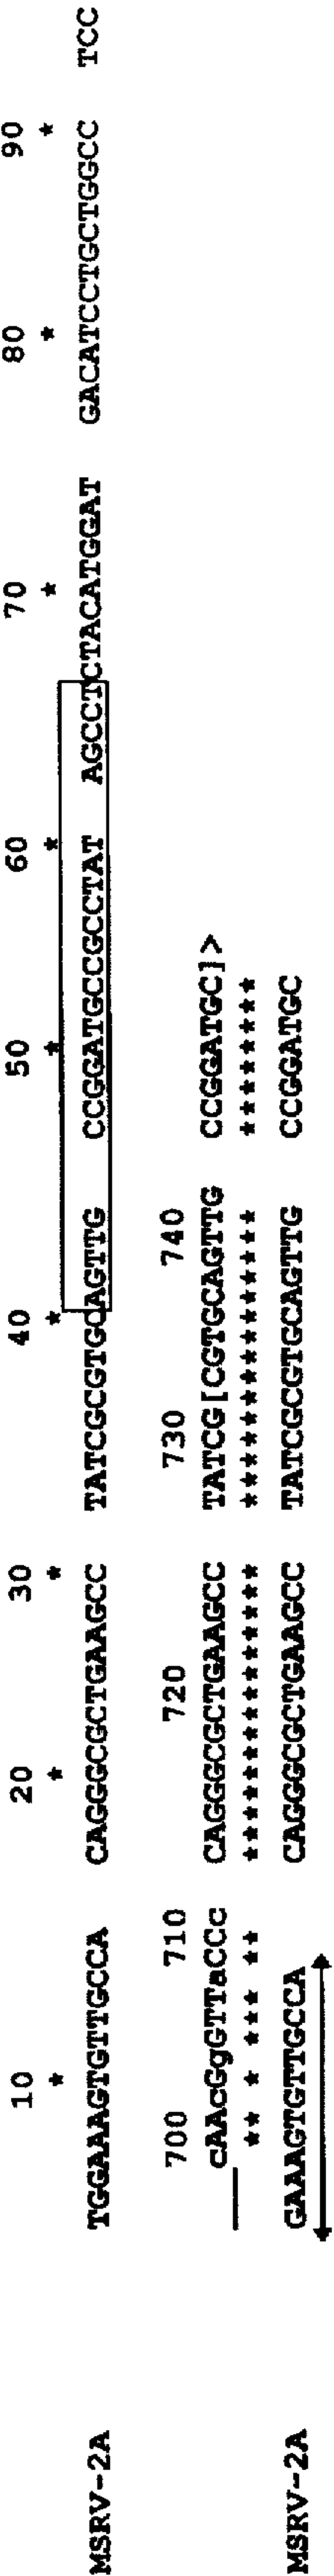 10 20 30 40 50 60 70 80 90
* * * * * * * * *
MSRV-2A TGGAAAGTGTTGCCA CAGGGCGCTGAAGCC TATCGCGTGCAGTTG CCGGATGCCGCCTAT AGCCTCTACATGGAT GACATCCTGCTGGCC TCC
700 710 720 730 740
cAAcGgGTTaCCc CAGGGCGCTGAAGCC TATCG[CGTGCAGTTG CCGGATGC]>
** * *** ** *************** *************** ********
MSRV-2A GAAAGTGTTGCCA CAGGGCGCTGAAGCC TATCGCGTGCAGTTG CCGGATGC